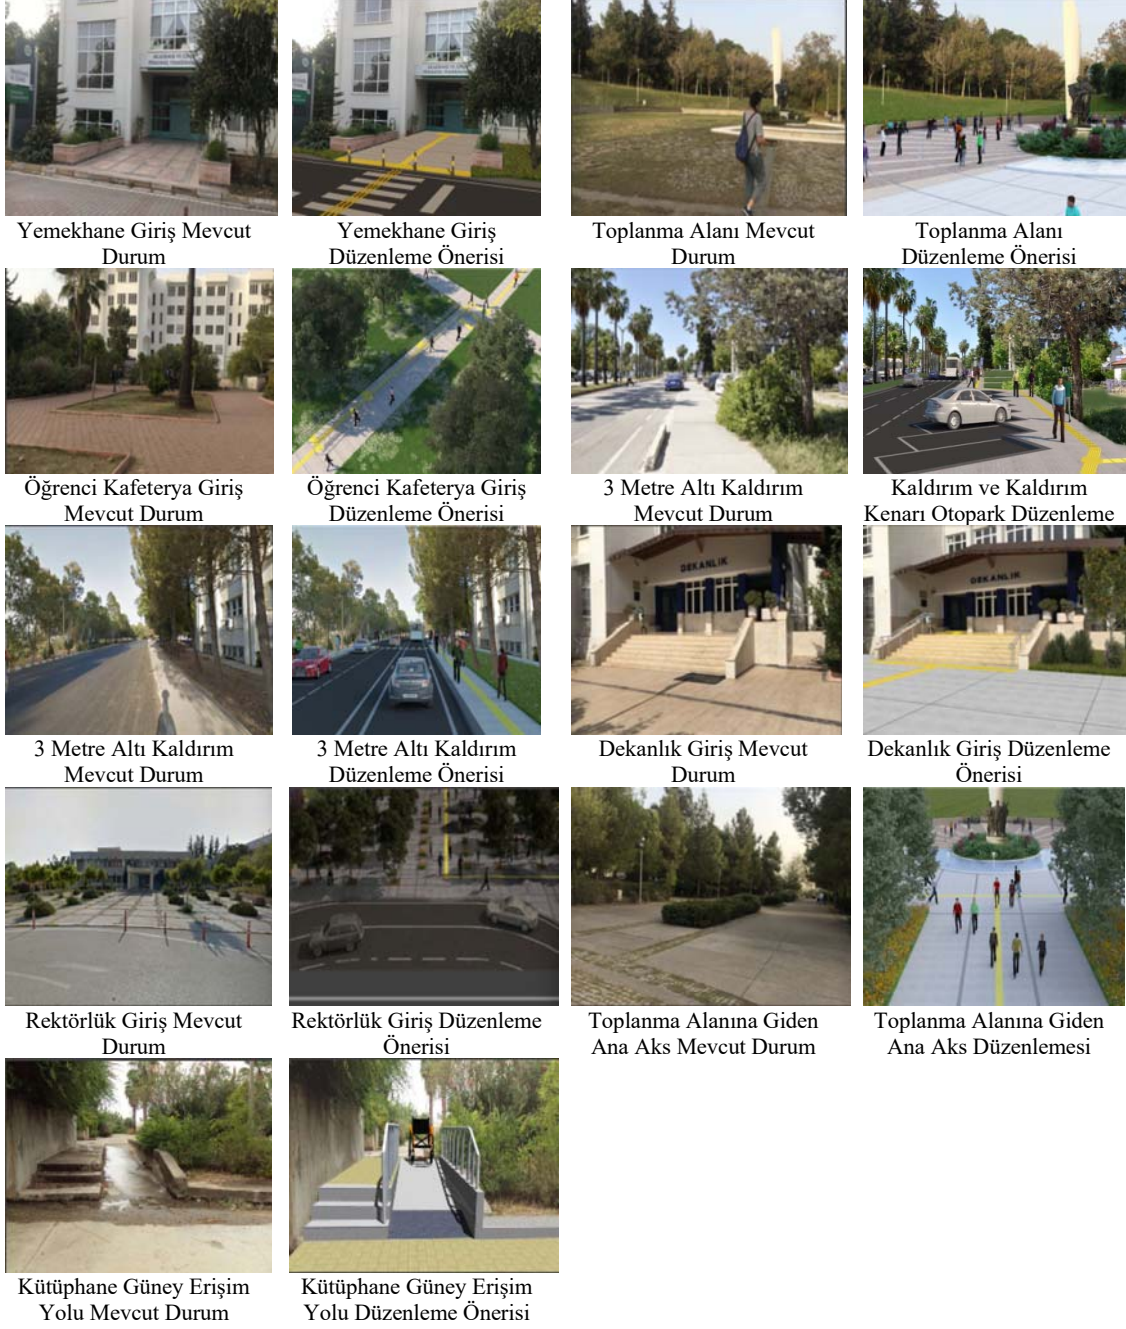 Yemekhane Giriş Mevcut
Durum
Yemekhane Giriş
Düzenleme Önerisi
Toplanma Alanı Mevcut
Durum
Toplanma Alanı
Düzenleme Önerisi
Öğrenci Kafeterya Giriş
Mevcut Durum
Öğrenci Kafeterya Giriş
Düzenleme Önerisi
3 Metre Altı Kaldırım
Mevcut Durum
Kaldırım ve Kaldırım
Kenarı Otopark Düzenleme
DEKANLIK
DEKANLIK
3 Metre Altı Kaldırım
Mevcut Durum
3 Metre Altı Kaldırım
Düzenleme Önerisi
Dekanlık Giriş Mevcut
Durum
Dekanlık Giriş Düzenleme
Önerisi
Rektörlük Giriş Mevcut
Durum
Rektörlük Giriş Düzenleme
Önerisi
Toplanma Alanına Giden
Ana Aks Mevcut Durum
Toplanma Alanına Giden
Ana Aks Düzenlemesi
Kütüphane Güney Erişim
Yolu Mevcut Durum
Kütüphane Güney Erişim
Yolu Düzenleme Önerisi